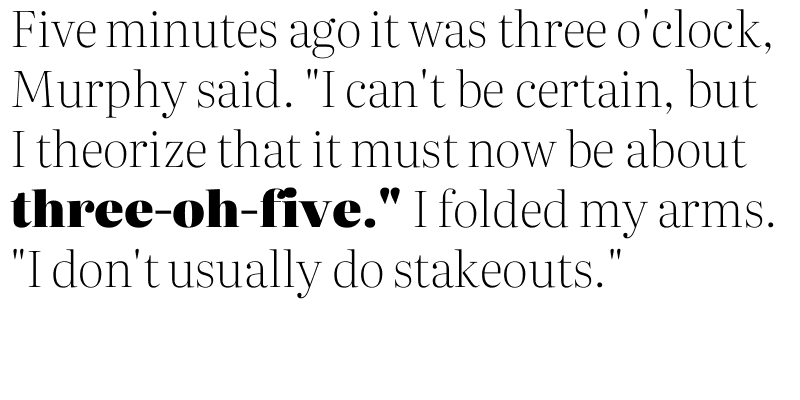 Five minutes ago it was three o'clock,
Murphy said. "I can't be certain, but
I theorize that it must now be about
three-oh-five." I folded my arms.
"I don't usually do stakeouts."